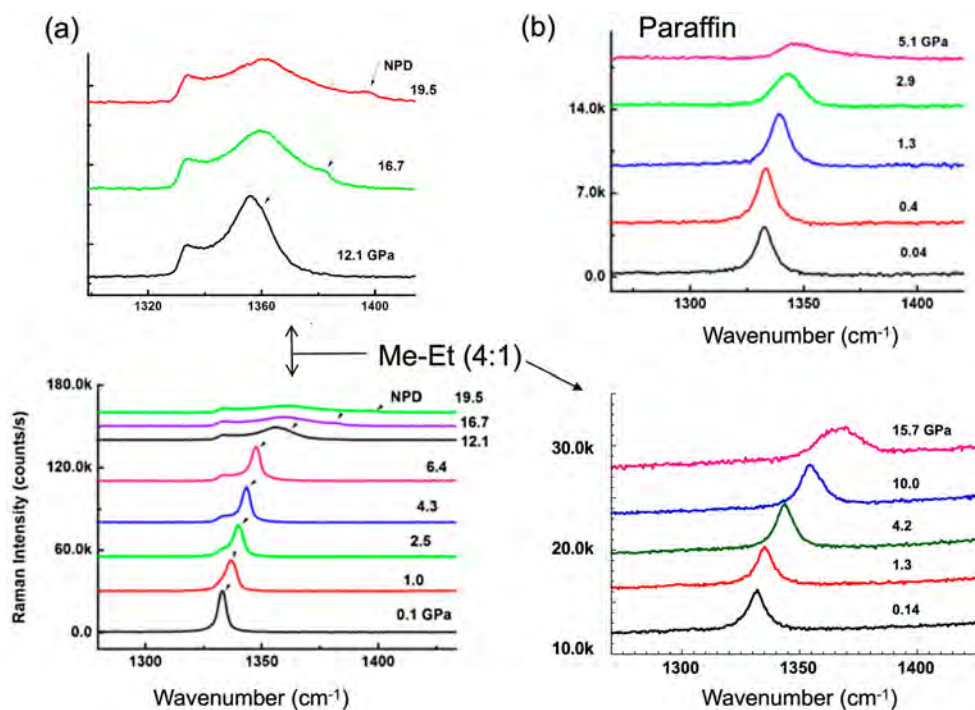 (a)
NPD
19.5
16.7
12.1 GPa
1320
1360
1400
(b) Paraffin
5.1 GPa
2.9
14.0k
1.3
7.0k
0.4
0.04
0.0
1300
1350
1400
Wavenumber (cm-1)
Me-Et (4:1)
180.0k
NPD
19.5
16.7
12.1
120.0k
6.4
4.3
60.0k
2.5
1.0
0.1 GPa
0.0
Raman Intensity (counts/s)
1300
1350
1400
Wavenumber (cm-1)
15.7 GPa
30.0k
10.0
4.2
20.0k
1.3
0.14
10.0k
1300
1350
1400
Wavenumber (cm-1)